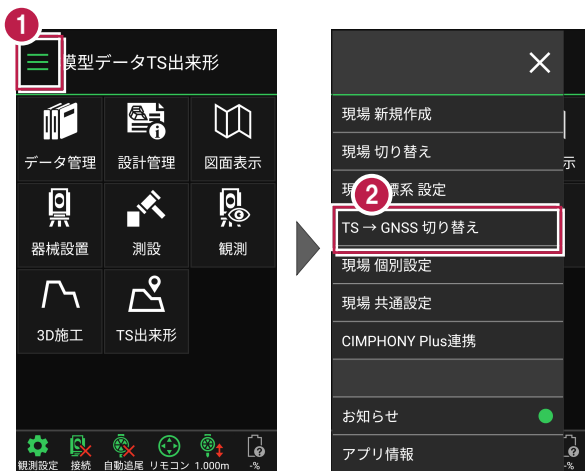 1
模型データTS出来形
データ管理
設計管理
図面表示
器械設置
測設
観測
3D施工
TS出来形
観測設定
接続
自動追尾
リモコン
1.000m
-%
現場 新規作成
現場 切り替え
示
標系 設定
2
TS → GNSS 切り替え
現場 個別設定
現場 共通設定
CIMPHONY Plus連携
お知らせ
アプリ情報
-%